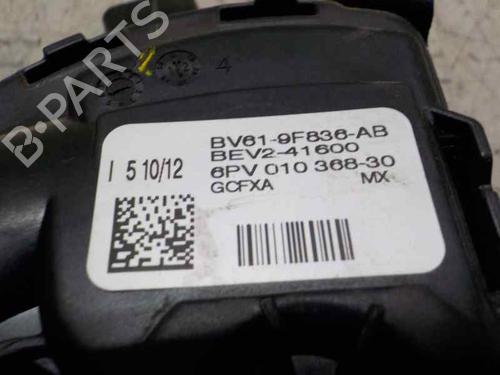 4
BV61-9F836-AB
BEV2-41600
I 5 10/12
6PV 010 368-30
GCFXA MX
B-PARTS